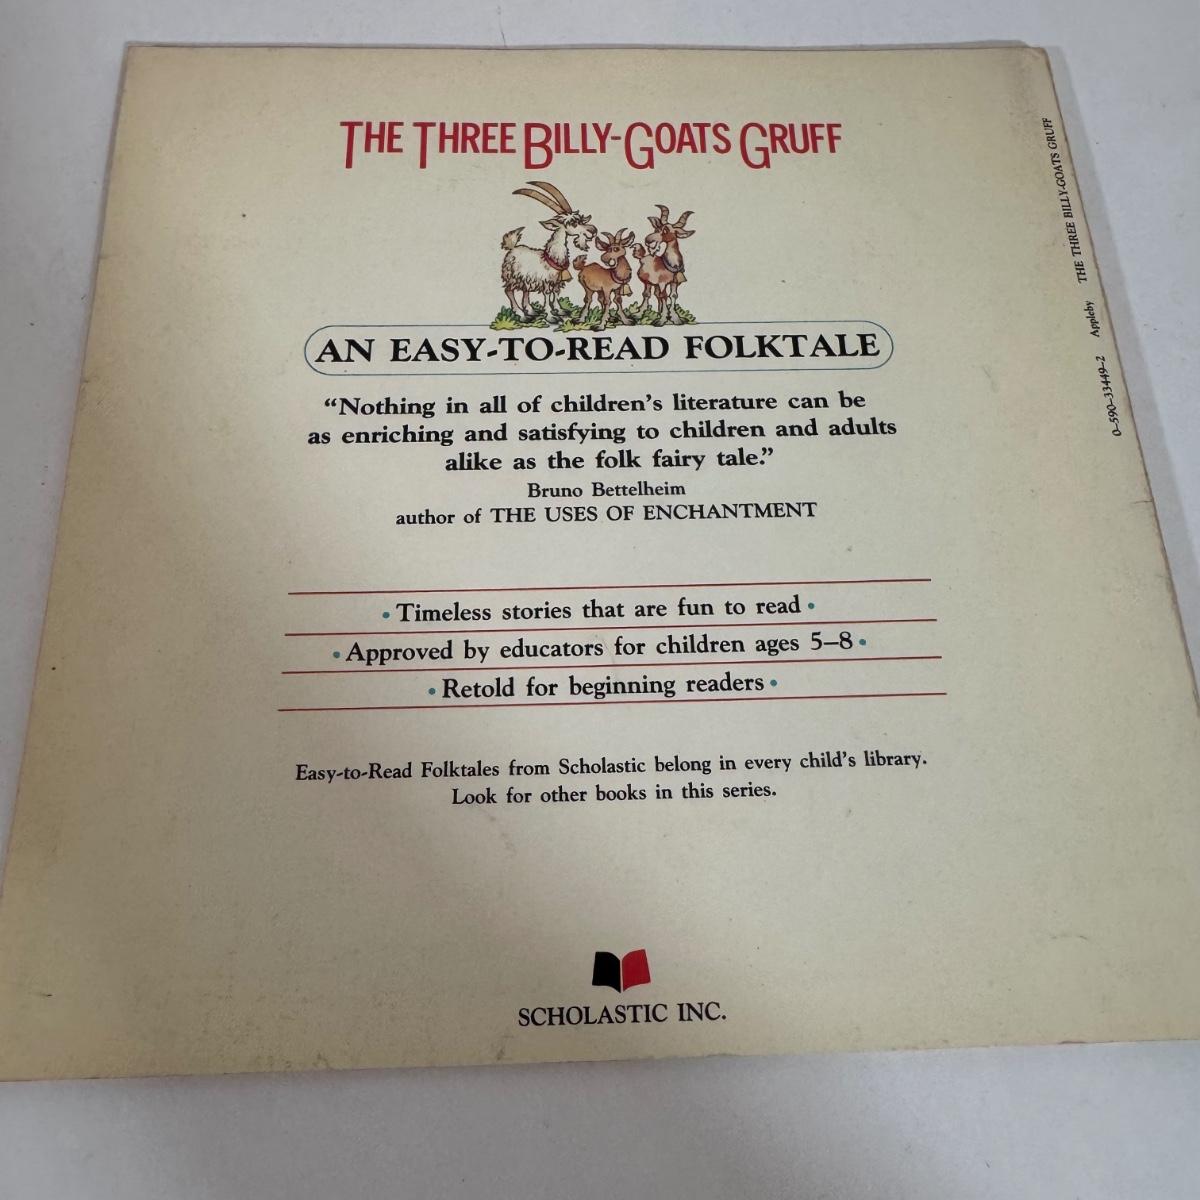 THE THREE BILLY-GOATS GRUFF
AN EASY-TO-READ FOLKTALE
“Nothing in all of children’s literature can be
as enriching and satisfying to children and adults
alike as the folk fairy tale.”
Bruno Bettelheim
author of THE USES OF ENCHANTMENT
• Timeless stories that are fun to read •
• Approved by educators for children ages 5–8 •
• Retold for beginning readers •
Easy-to-Read Folktales from Scholastic belong in every child’s library.
Look for other books in this series.
SCHOLASTIC INC.
0-590-33449-2 Appleby THE THREE BILLY-GOATS GRUFF